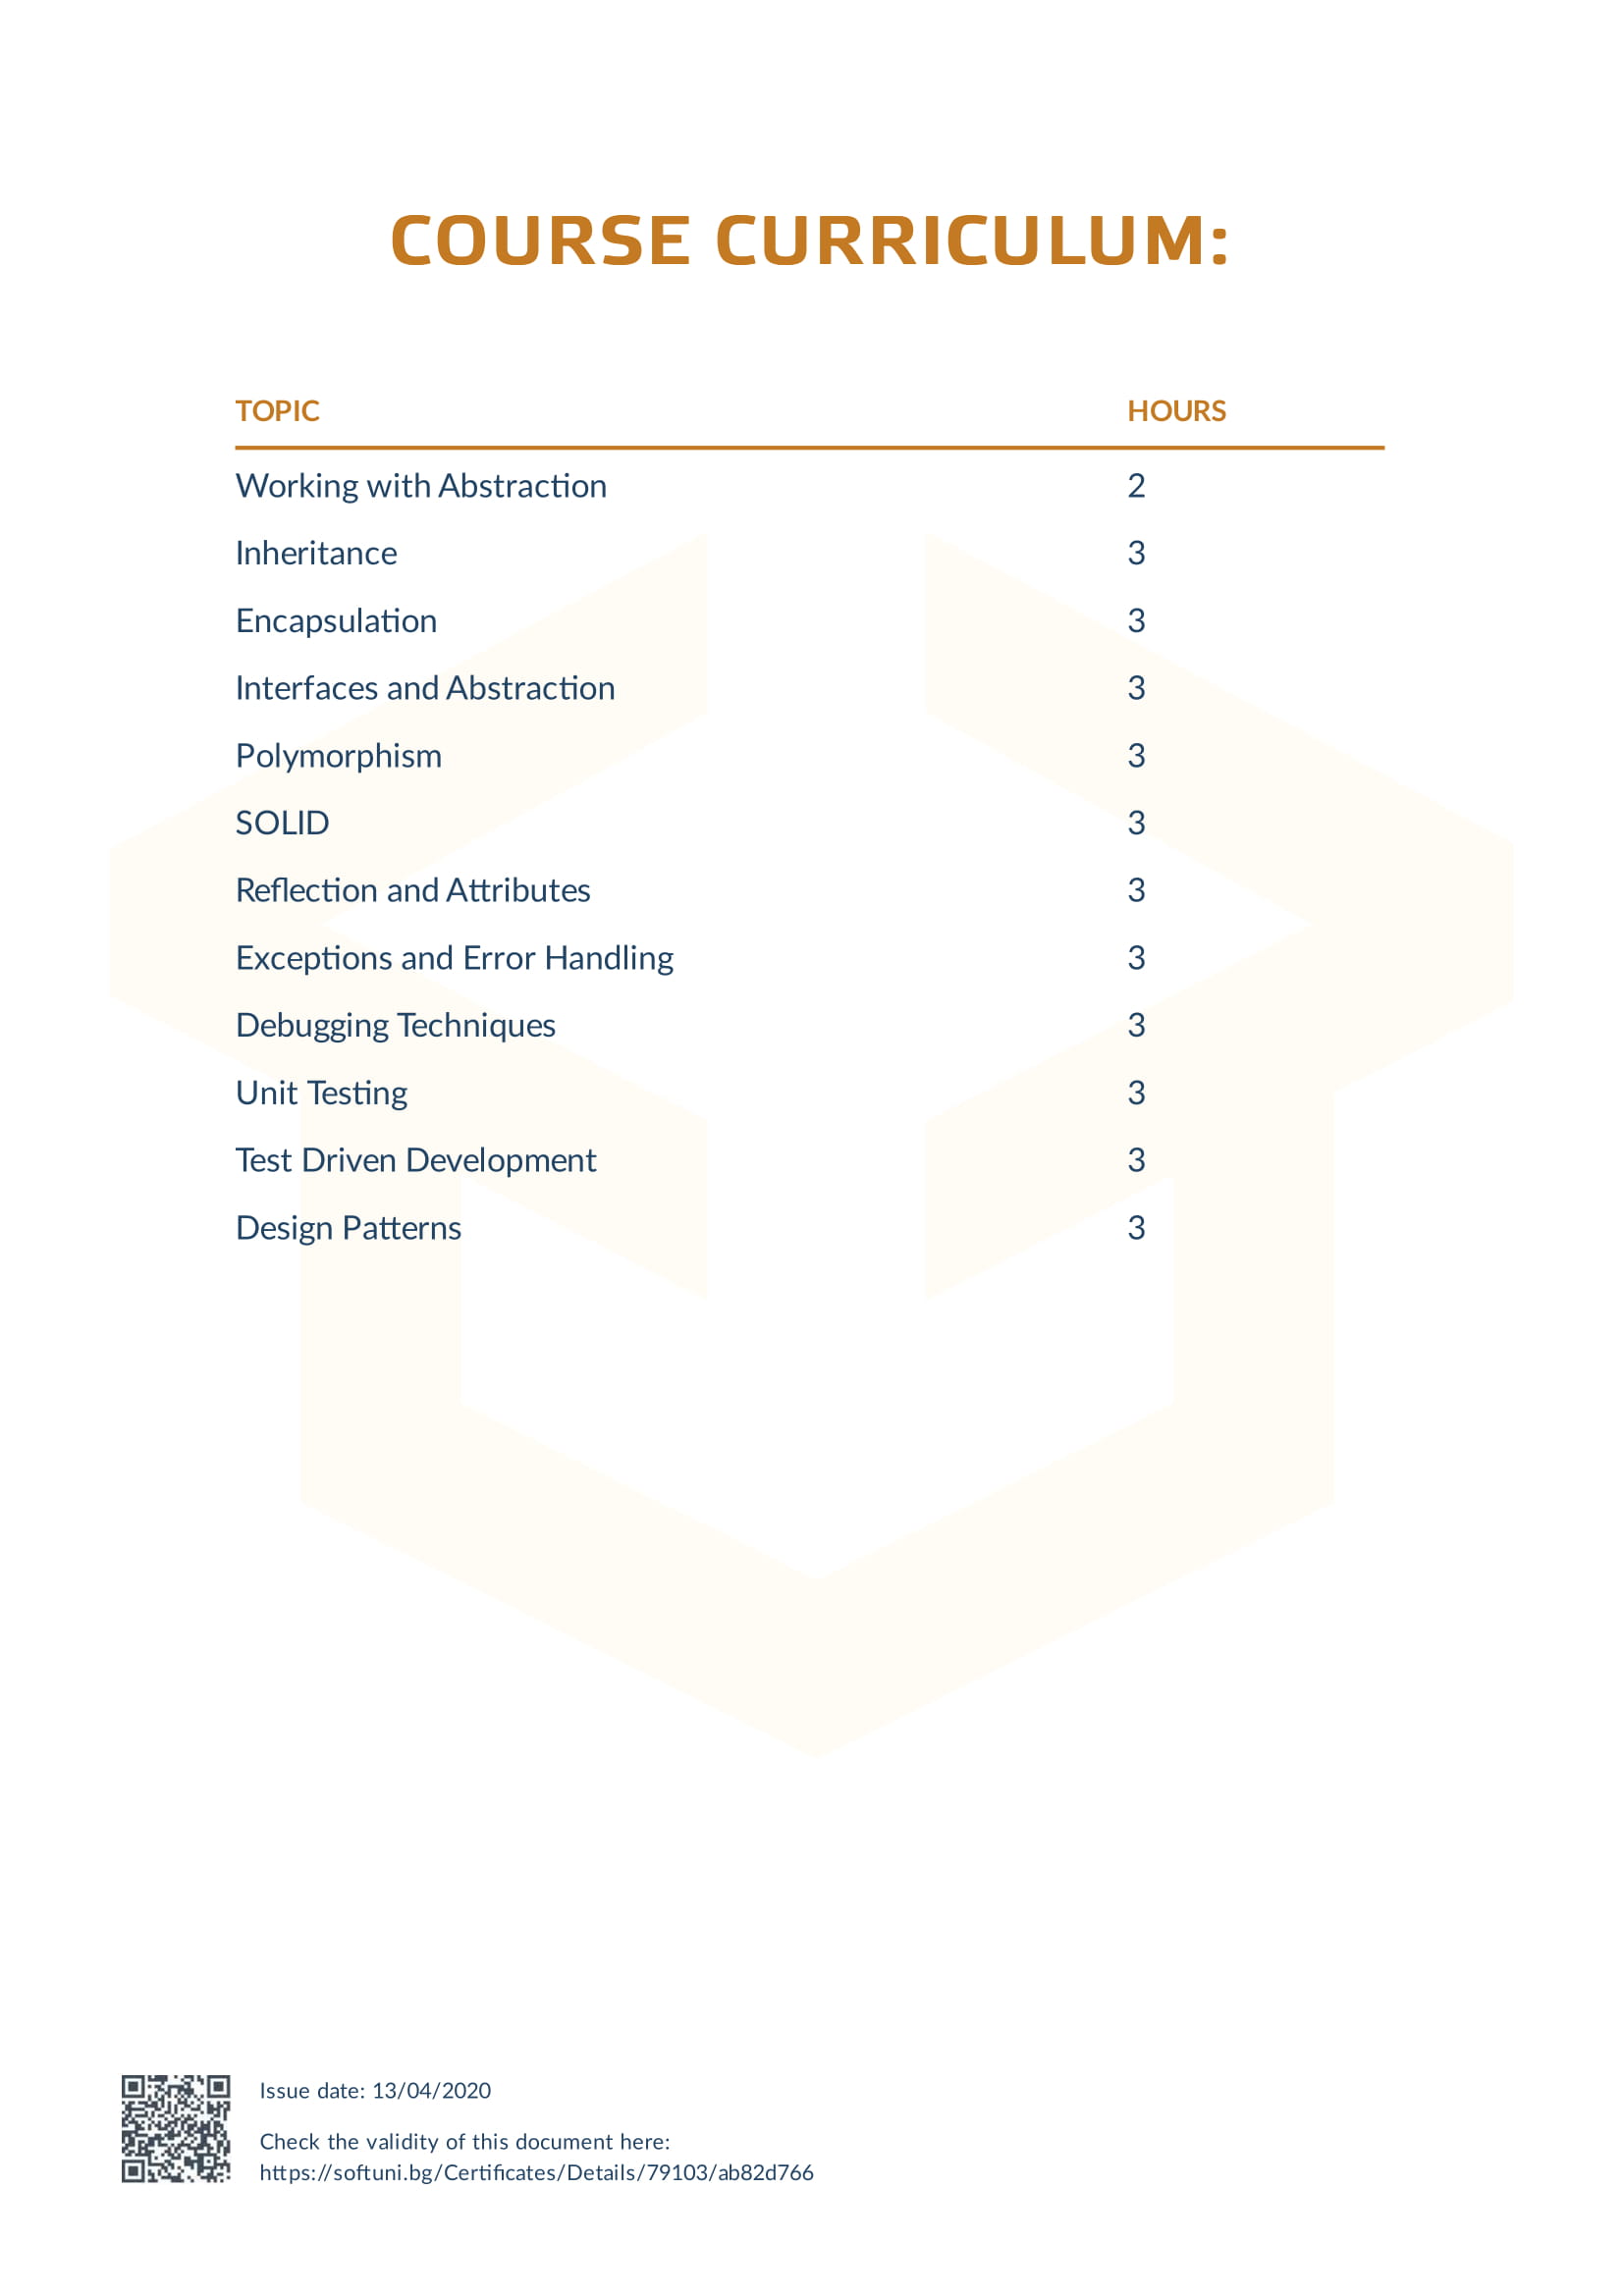 COURSE CURRICULUM:
TOPIC HOURS
Working with Abstraction 2
Inheritance 3
Encapsulation 3
Interfaces and Abstraction 3
Polymorphism 3
SOLID 3
Reflection and Attributes 3
Exceptions and Error Handling 3
Debugging Techniques 3
Unit Testing 3
Test Driven Development 3
Design Patterns 3
Issue date: 13/04/2020
Check the validity of this document here:
https://softuni.bg/Certificates/Details/79103/ab82d766